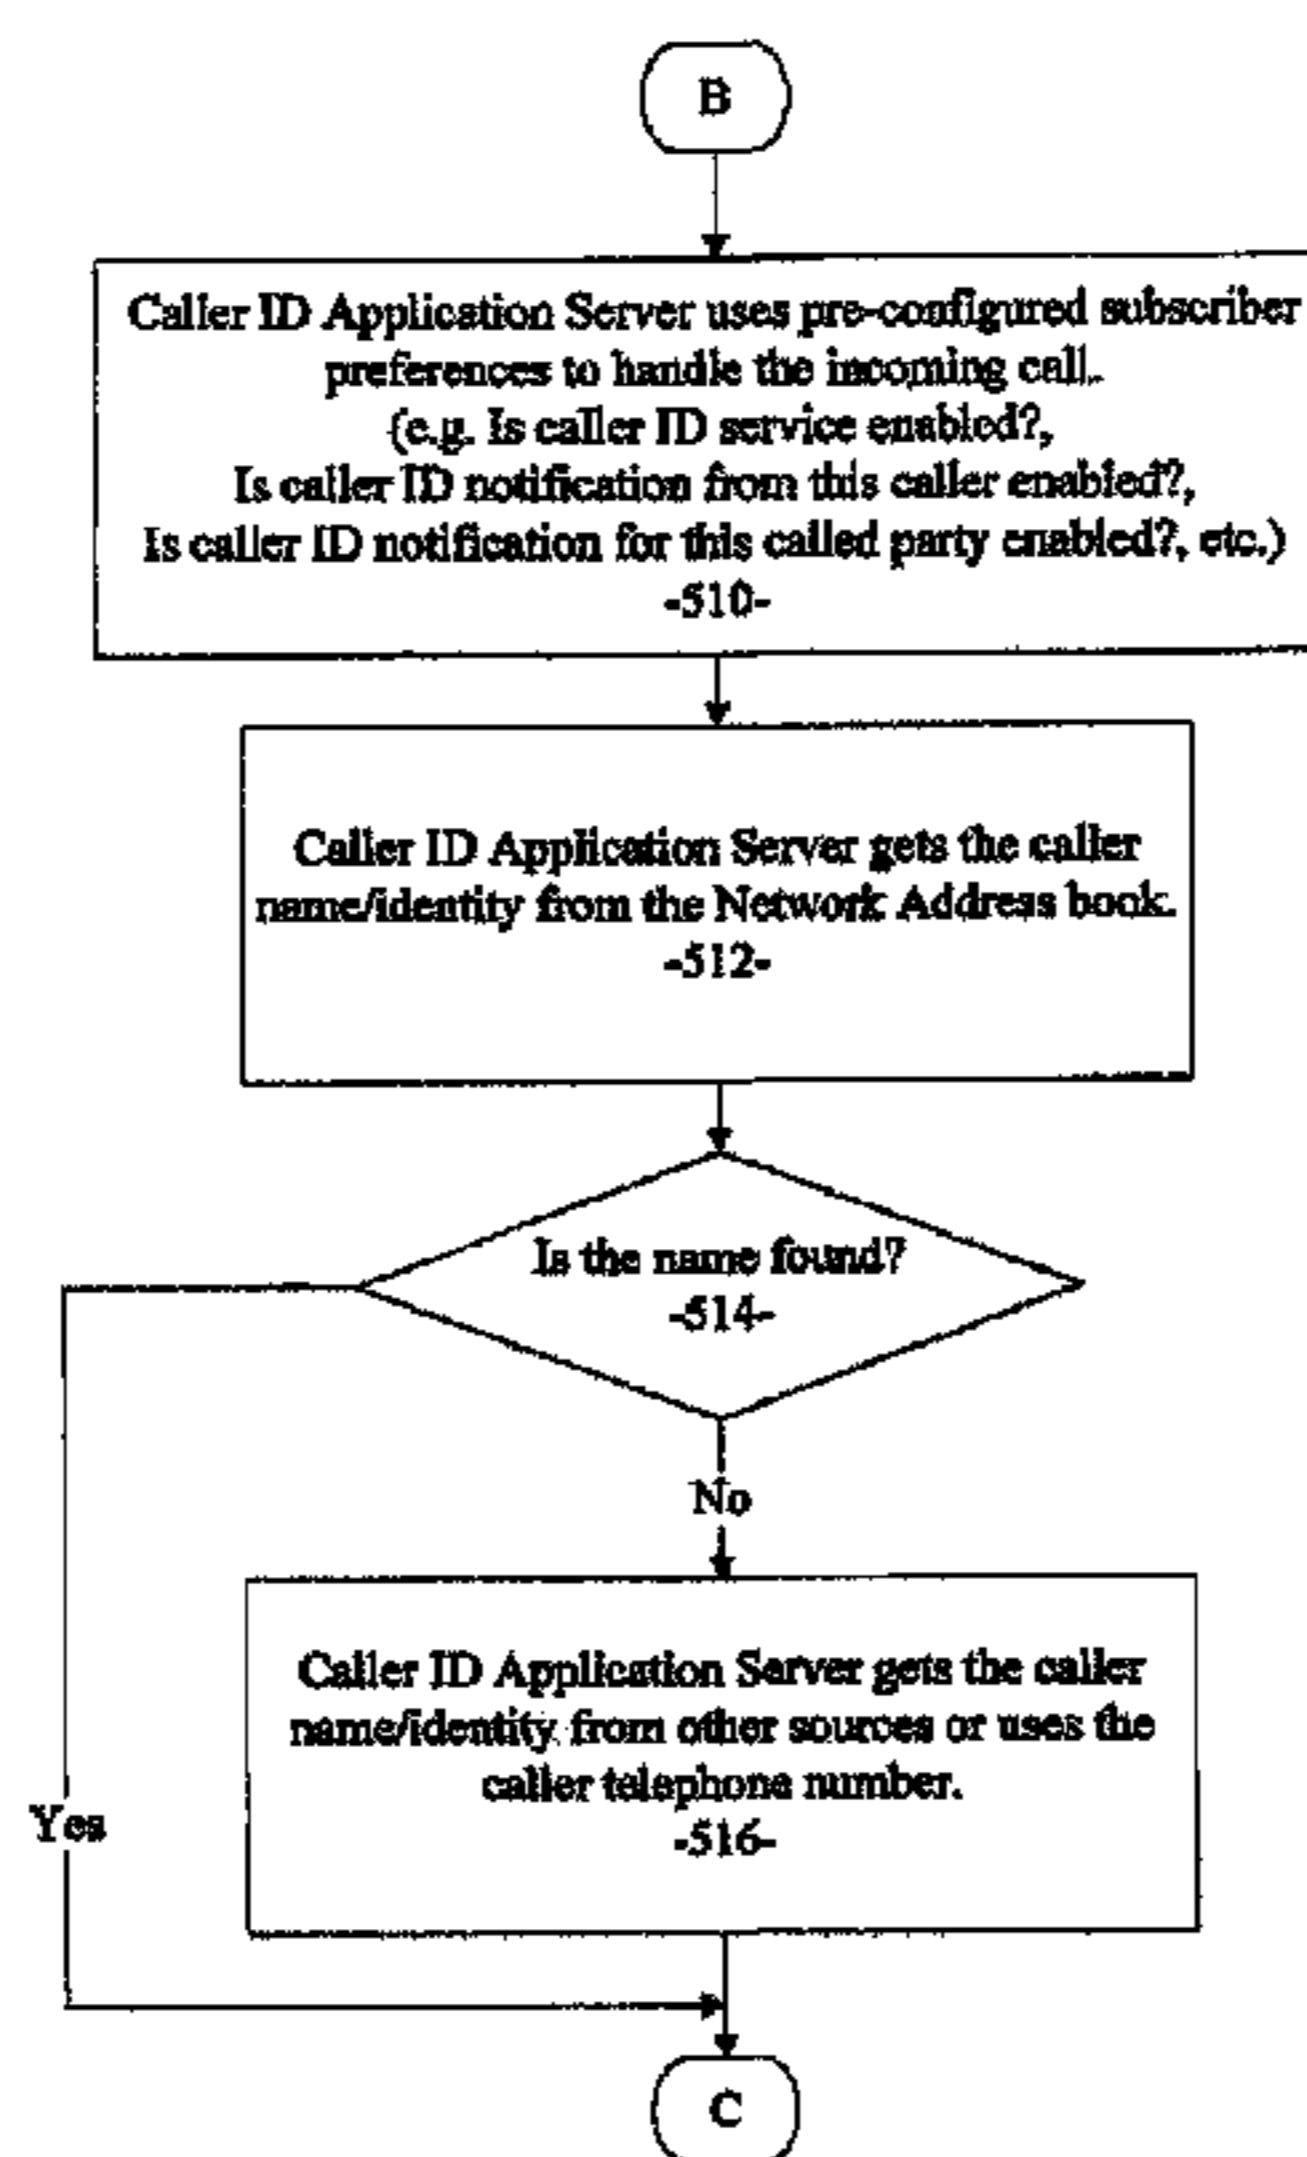 B
Caller ID Application Server uses pre-configured subscriber
preferences to handle the incoming call.
(e.g. Is caller ID service enabled?,
Is caller ID notification from this caller enabled?,
Is caller ID notification for this called party enabled?, etc.)
-510-
Caller ID Application Server gets the caller
name/identity from the Network Address book.
-512-
Is the name found?
-514-
No
Caller ID Application Server gets the caller
name/identity from other sources or uses the
caller telephone number.
-516-
Yes
C